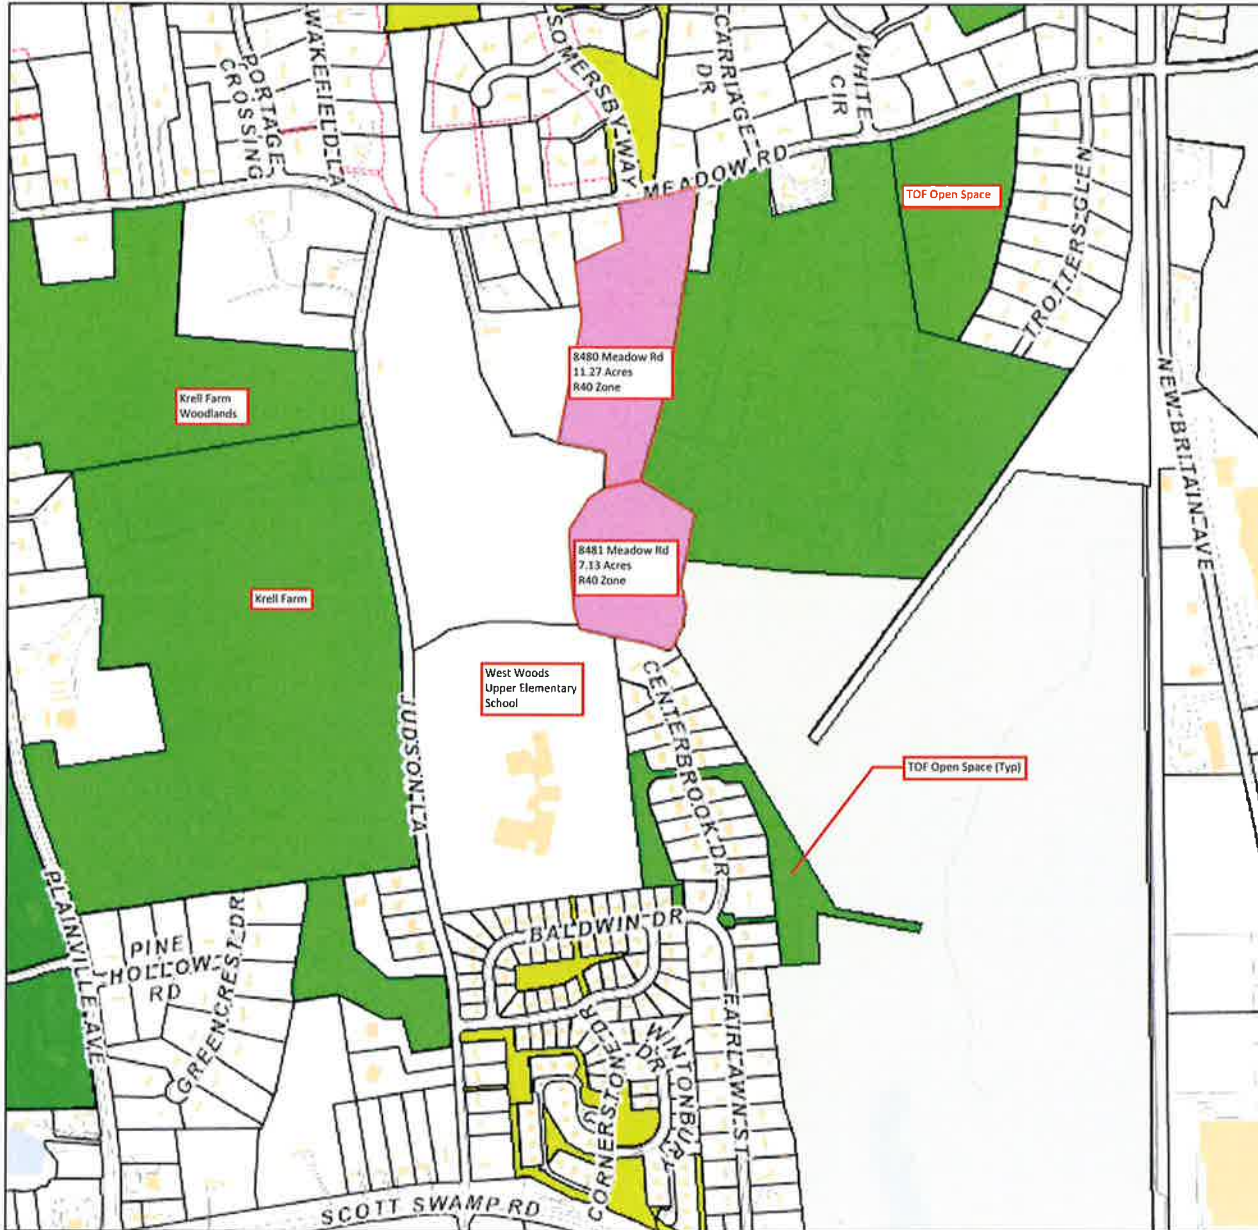 PORTAGE
CROSSING
WAKEFIELD LA
SOMERSBY WAY
CARRIAGE
DR
WHITE
CIR
MEADOW RD
TOF Open Space
TROTTERS GLEN
8480 Meadow Rd
11.27 Acres
R40 Zone
Krell Farm
Woodlands
NEW BRITAIN AVE
8481 Meadow Rd
7.13 Acres
R40 Zone
Krell Farm
West Woods
Upper Elementary
School
CENTERBROOK DR
JUDSON LA
TOF Open Space (Typ)
PLAINVILLE AVE
PINE
HOLLOW
RD
GREENCREST DR
BALDWIN DR
FAIRLAWN ST
CORNERSTONE DR
DR
SCOTT SWAMP RD